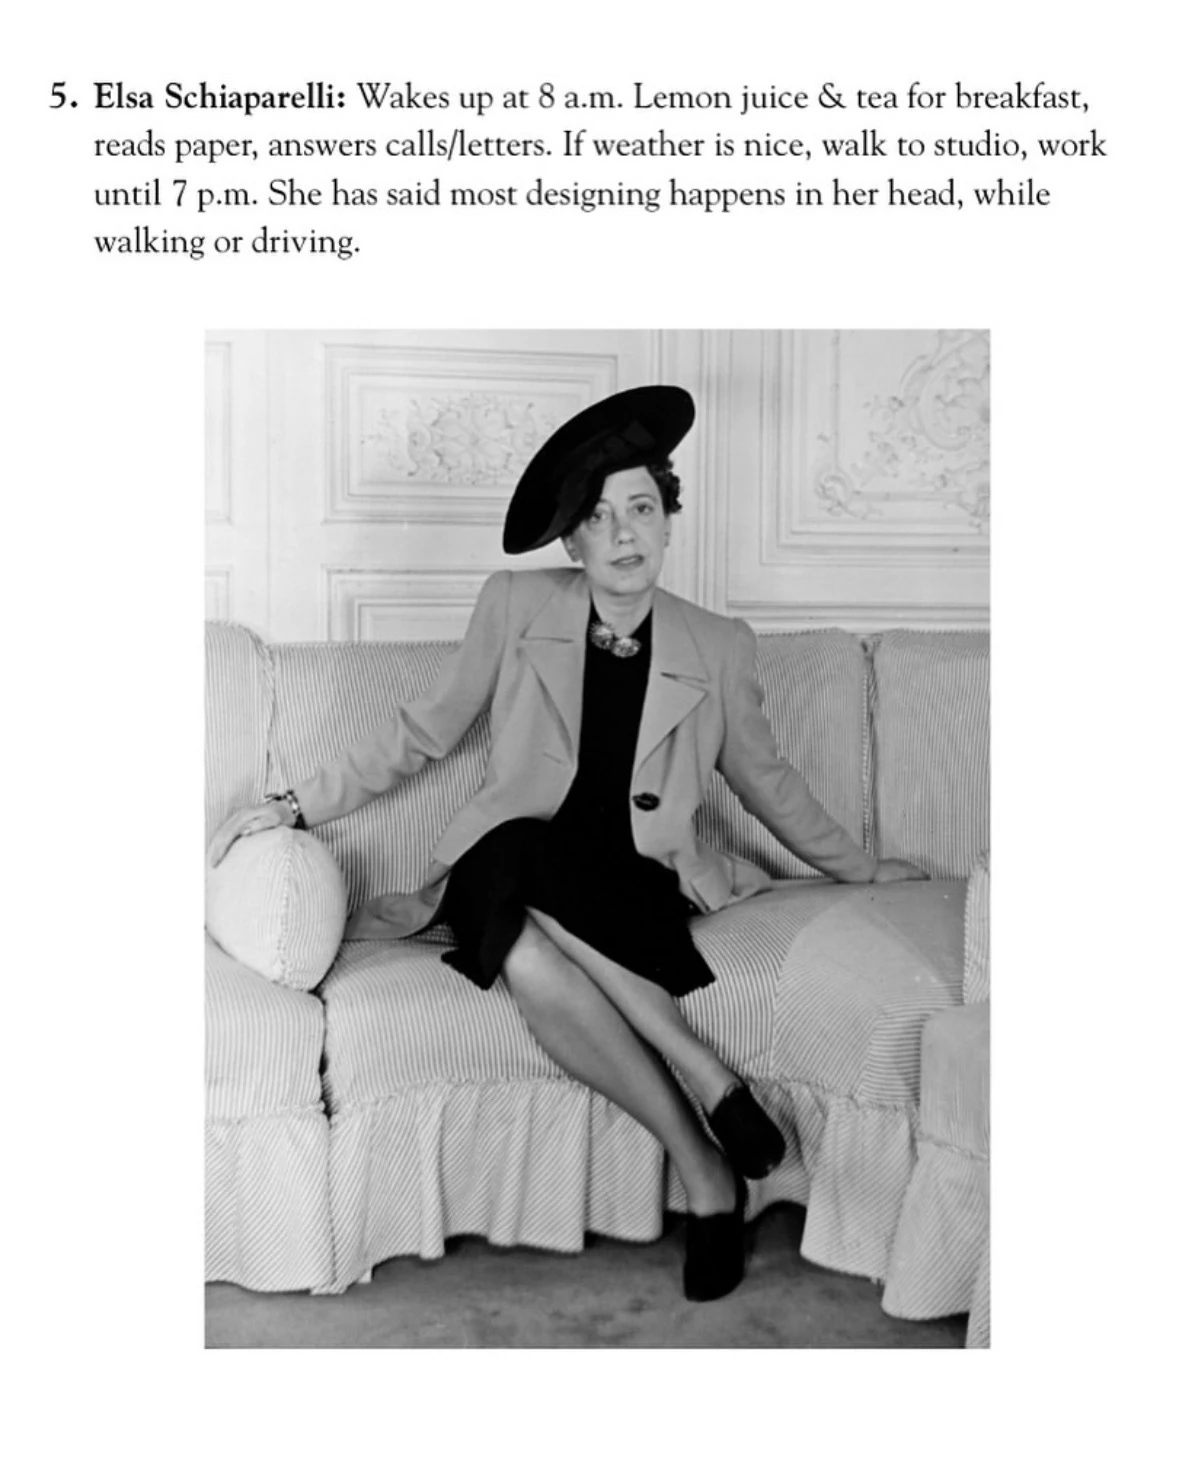 5. Elsa Schiaparelli: Wakes up at 8 a.m. Lemon juice & tea for breakfast,
reads paper, answers calls/letters. If weather is nice, walk to studio, work
until 7 p.m. She has said most designing happens in her head, while
walking or driving.